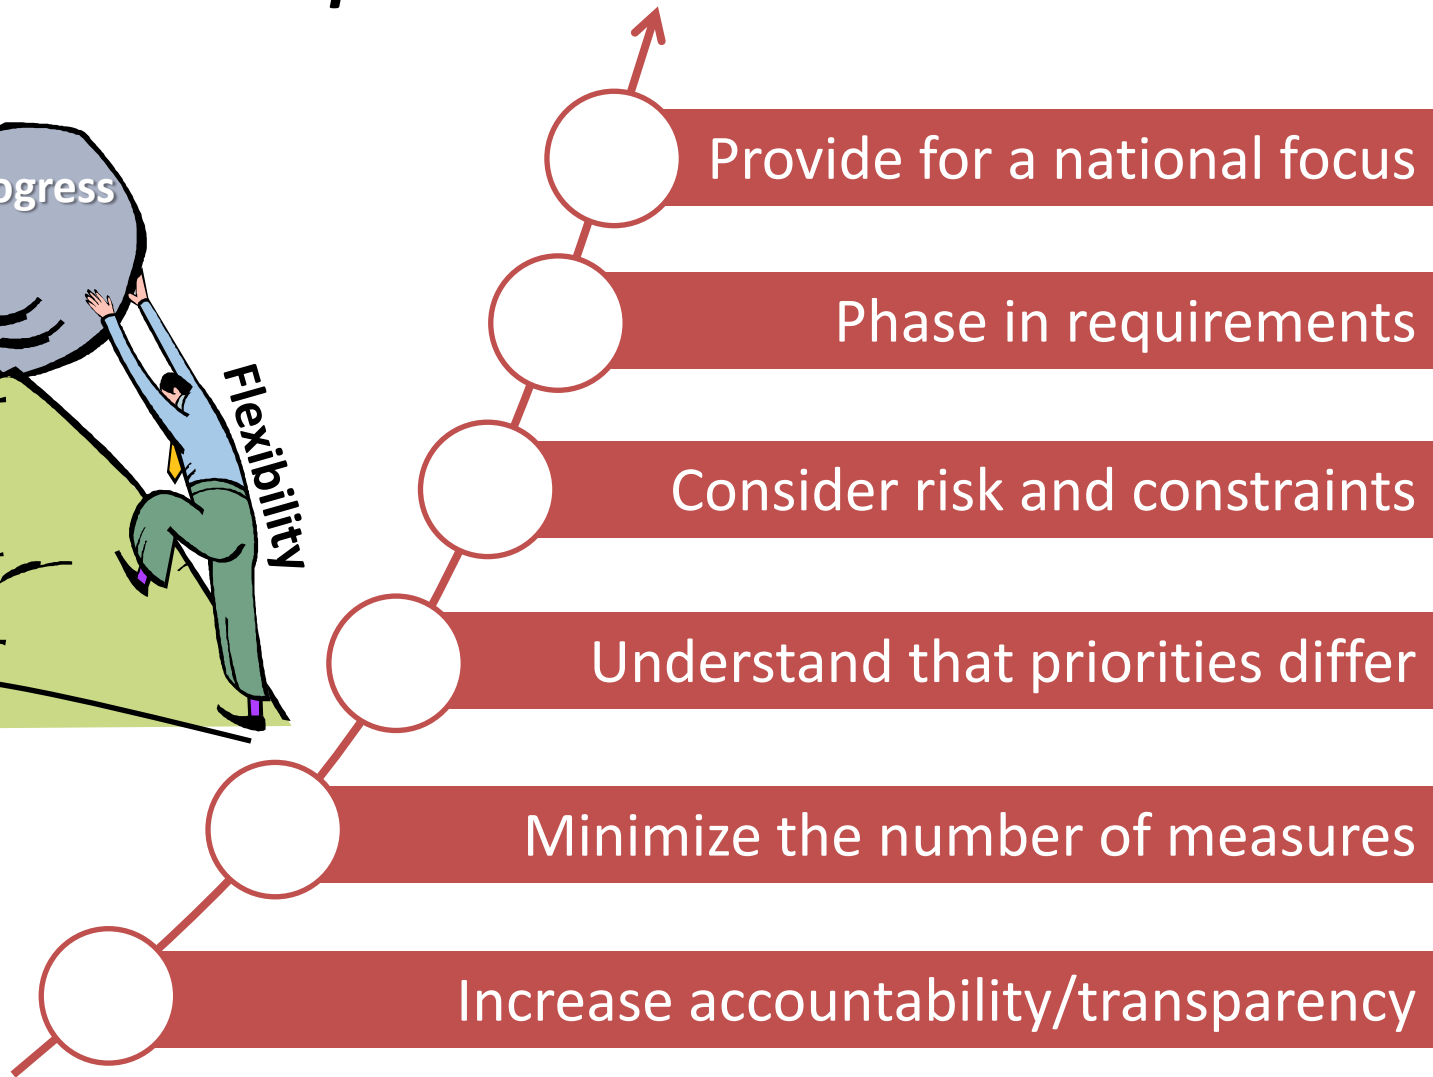 ogress
Flexibility
Provide for a national focus
Phase in requirements
Consider risk and constraints
Understand that priorities differ
Minimize the number of measures
Increase accountability/transparency